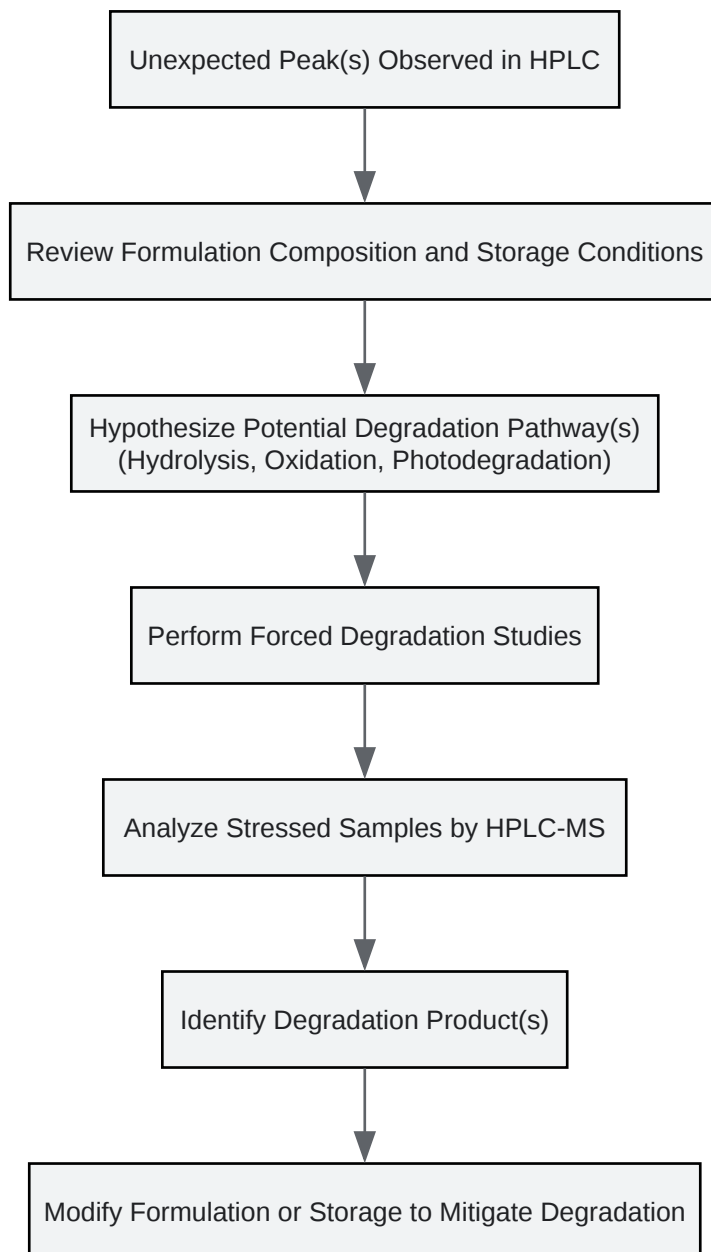 Unexpected Peak(s) Observed in HPLC
Review Formulation Composition and Storage Conditions
Hypothesize Potential Degradation Pathway(s)
(Hydrolysis, Oxidation, Photodegradation)
Perform Forced Degradation Studies
Analyze Stressed Samples by HPLC-MS
Identify Degradation Product(s)
Modify Formulation or Storage to Mitigate Degradation